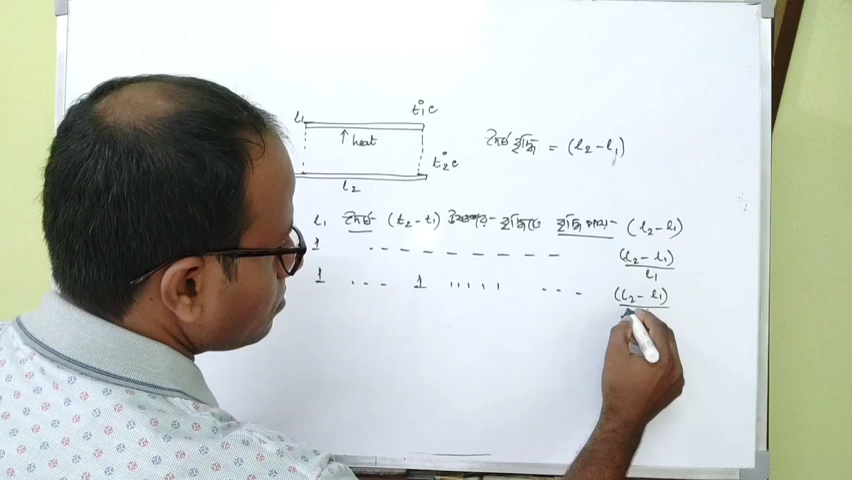 l₁ t₁°c
↑ heat
দৈর্ঘ্য বৃদ্ধি = (l₂-l₁)
t₂°c
l₂
l₁ দৈর্ঘ্য (t₂-t₁) উষ্ণতা বৃদ্ধিতে বৃদ্ধি পায় (l₂-l₁)
1 .. - - - - - - - (l₂-l₁)/l₁
1 ... 1 ..... - - - (l₂-l₁)